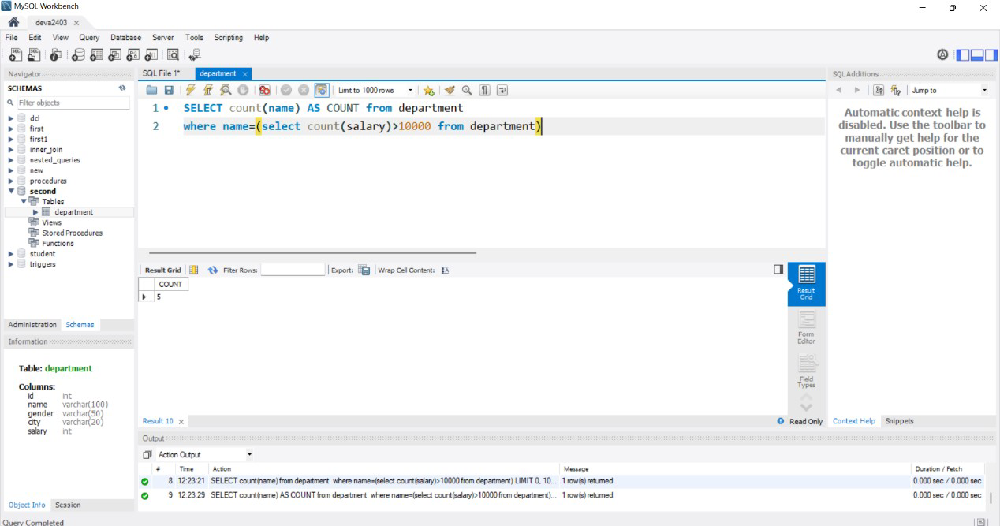 MySQL Workbench
deva2403
File Edit View Query Database Server Tools Scripting Help
Navigator
SCHEMAS
Filter objects
dcl
first
first1
inner_join
nested_queries
new
procedures
second
Tables
department
Views
Stored Procedures
Functions
student
triggers
Administration Schemas
Information
Table: department
Columns:
id int
name varchar(100)
gender varchar(50)
city varchar(20)
salary int
Object Info Session
Query Completed
SQL File 1* department
Limit to 1000 rows
1 SELECT count(name) AS COUNT from department
2 where name=(select count(salary)>10000 from department)
Result Grid Filter Rows: Export: Wrap Cell Content:
COUNT
5
Result Grid
Form Editor
Field Types
Result 10 Read Only
Output
Action Output
# Time Action Message Duration / Fetch
8 12:23:21 SELECT count(name) from department where name=(select count(salary)>10000 from department) LIMIT 0, 10... 1 row(s) returned 0.000 sec / 0.000 sec
9 12:23:29 SELECT count(name) AS COUNT from department where name=(select count(salary)>10000 from department)... 1 row(s) returned 0.000 sec / 0.000 sec
SQLAdditions
Jump to
Automatic context help is
disabled. Use the toolbar to
manually get help for the
current caret position or to
toggle automatic help.
Context Help Snippets